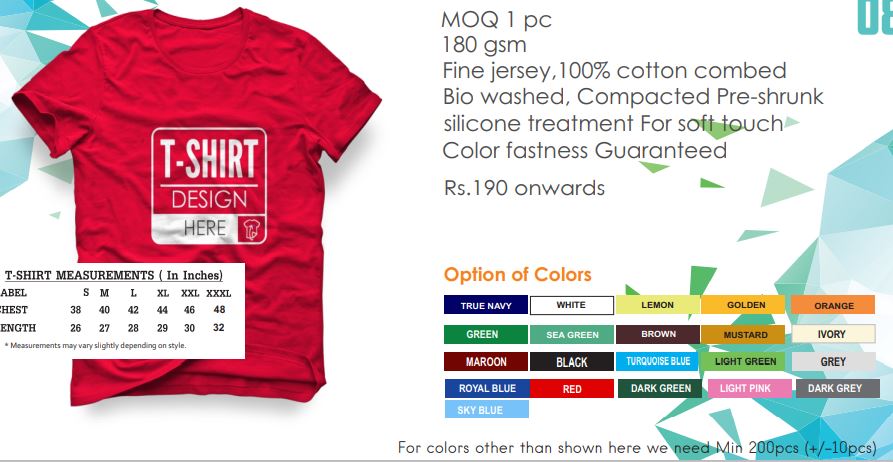 08
MOQ 1 pc
180 gsm
Fine jersey,100% cotton combed
Bio washed, Compacted Pre-shrunk
silicone treatment For soft touch
Color fastness Guaranteed
Rs.190 onwards
T-SHIRT
DESIGN
HERE
T-SHIRT MEASUREMENTS ( In Inches)
ABEL S M L XL XXL XXXL
HEST 38 40 42 44 46 48
ENGTH 26 27 28 29 30 32
* Measurements may vary slightly depending on style.
Option of Colors
TRUE NAVY WHITE LEMON GOLDEN ORANGE
GREEN SEA GREEN BROWN MUSTARD IVORY
MAROON BLACK TURQUOISE BLUE LIGHT GREEN GREY
ROYAL BLUE RED DARK GREEN LIGHT PINK DARK GREY
SKY BLUE
For colors other than shown here we need Min 200pcs (+/-10pcs)